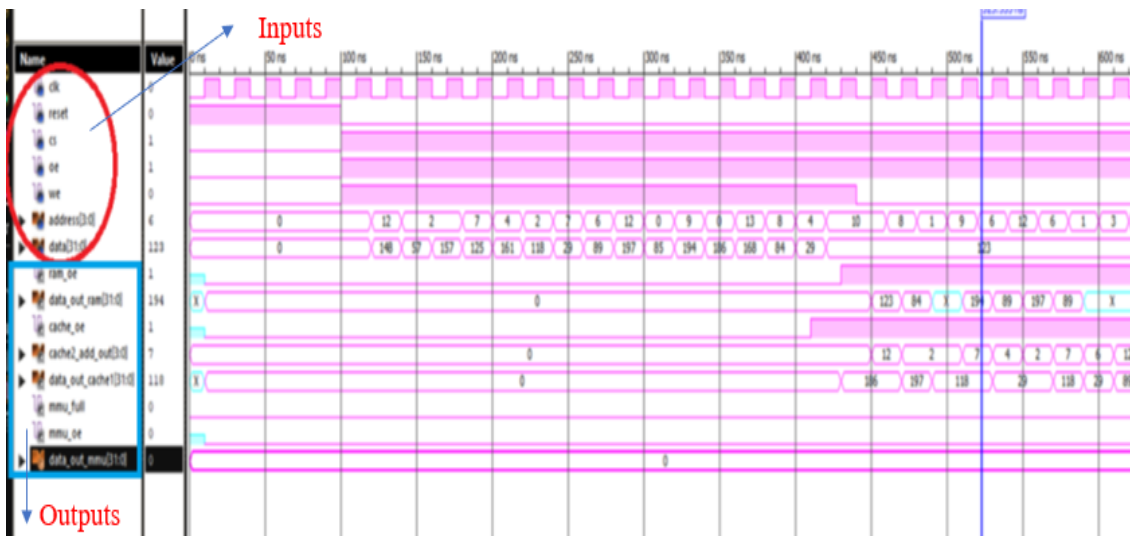 Inputs
Name Value 0 ns 50 ns 100 ns 150 ns 200 ns 250 ns 300 ns 350 ns 400 ns 450 ns 500 ns 550 ns 600 ns
clk 0
reset 0
cs 1
oe 1
we 0
address[3:0] 6 0 12 2 7 4 2 7 6 12 0 9 0 13 8 4 10 8 1 9 6 12 6 1 3
data[31:0] 123 0 148 57 157 125 161 118 29 89 197 85 194 186 168 84 29 123
ram_oe 1
data_out_ram[31:0] 194 X 0 123 84 X 194 89 197 89 X
cache_oe 1
cache2_add_out[3:0] 7 0 12 2 7 4 2 7 6 12
data_out_cache1[31:0] 118 X 0 186 197 118 29 118 29 89
mmu_full 0
mmu_oe 0
data_out_mmu[31:0] 0 0
Outputs